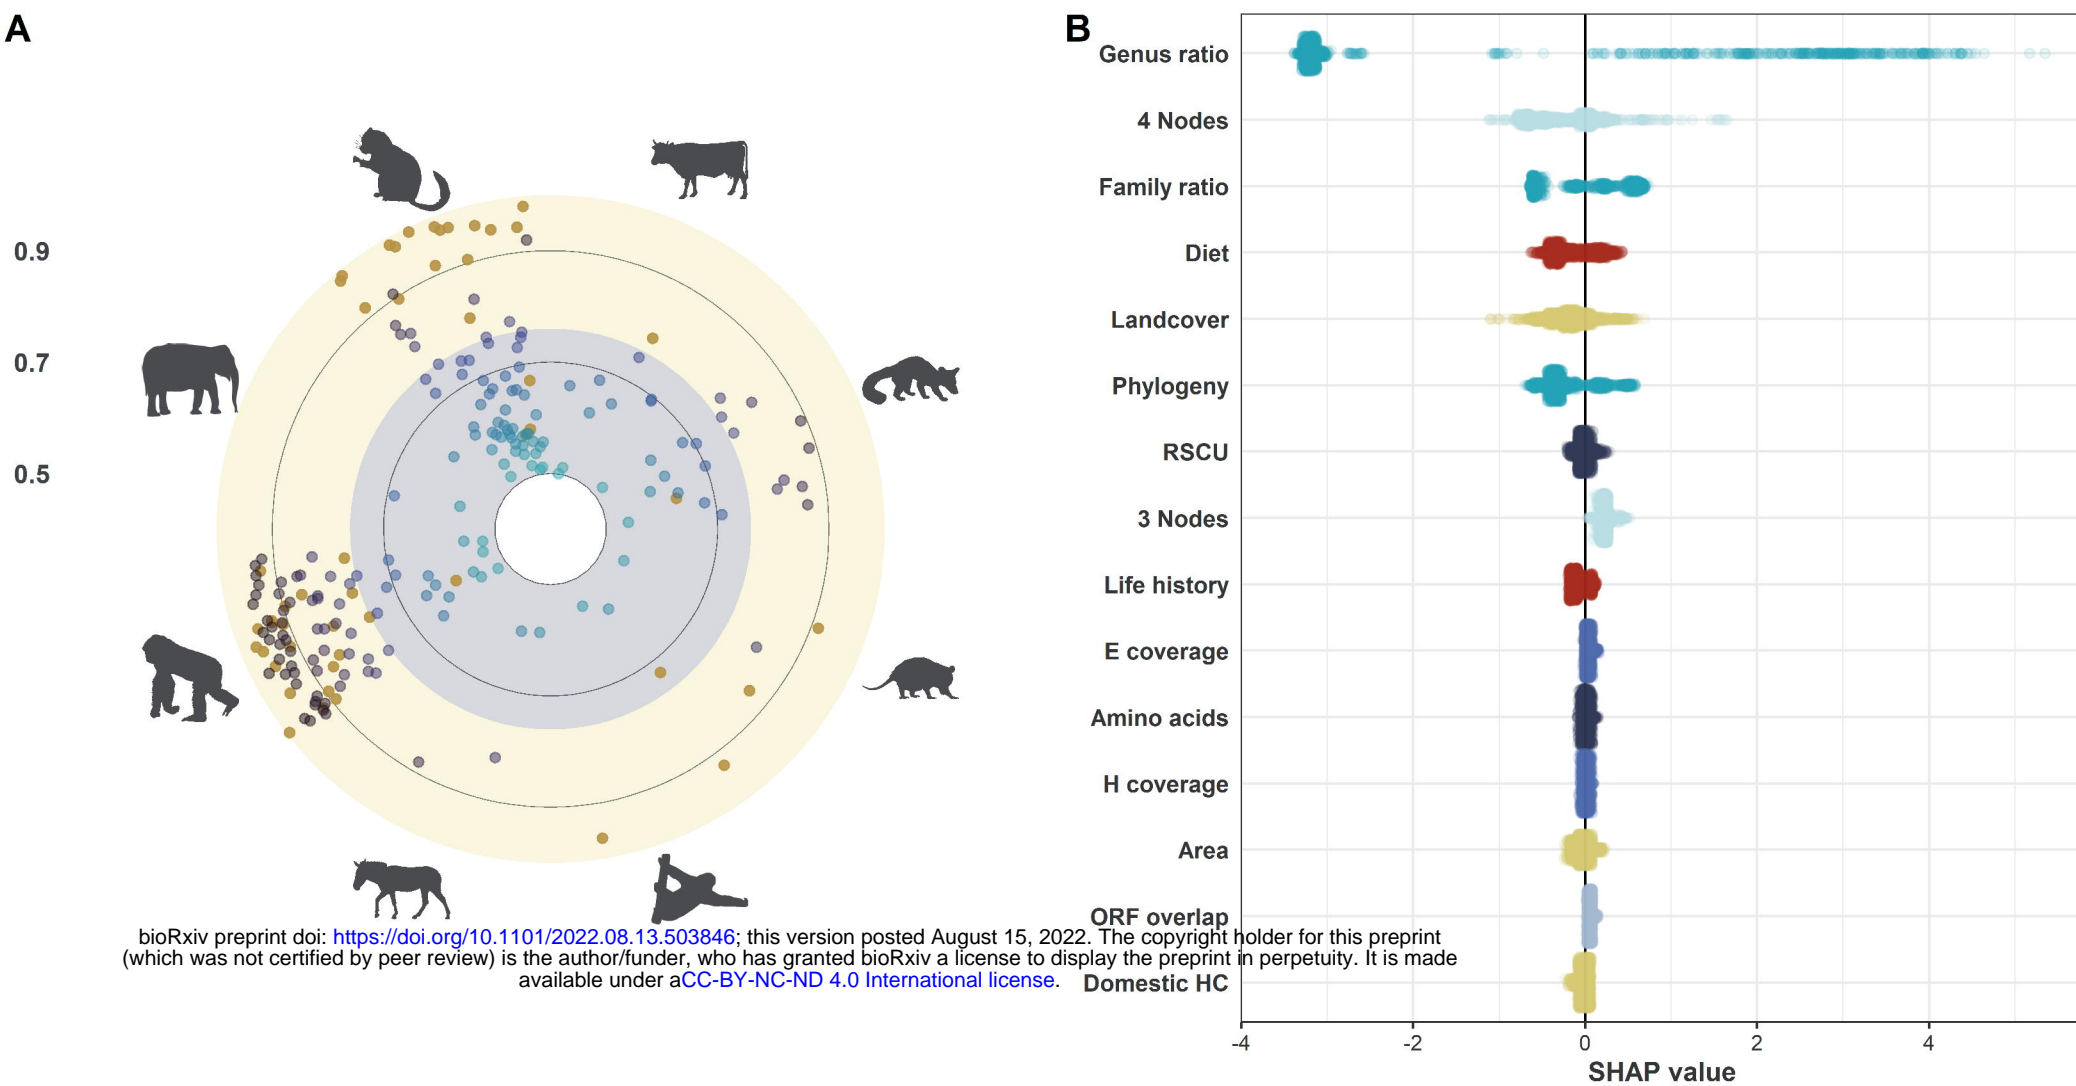 A
0.9
0.7
0.5
B
Genus ratio
4 Nodes
Family ratio
Diet
Landcover
Phylogeny
RSCU
3 Nodes
Life history
E coverage
Amino acids
H coverage
Area
ORF overlap
Domestic HC
-4 -2 0 2 4
SHAP value
bioRxiv preprint doi: https://doi.org/10.1101/2022.08.13.503846; this version posted August 15, 2022. The copyright holder for this preprint
(which was not certified by peer review) is the author/funder, who has granted bioRxiv a license to display the preprint in perpetuity. It is made
available under aCC-BY-NC-ND 4.0 International license.